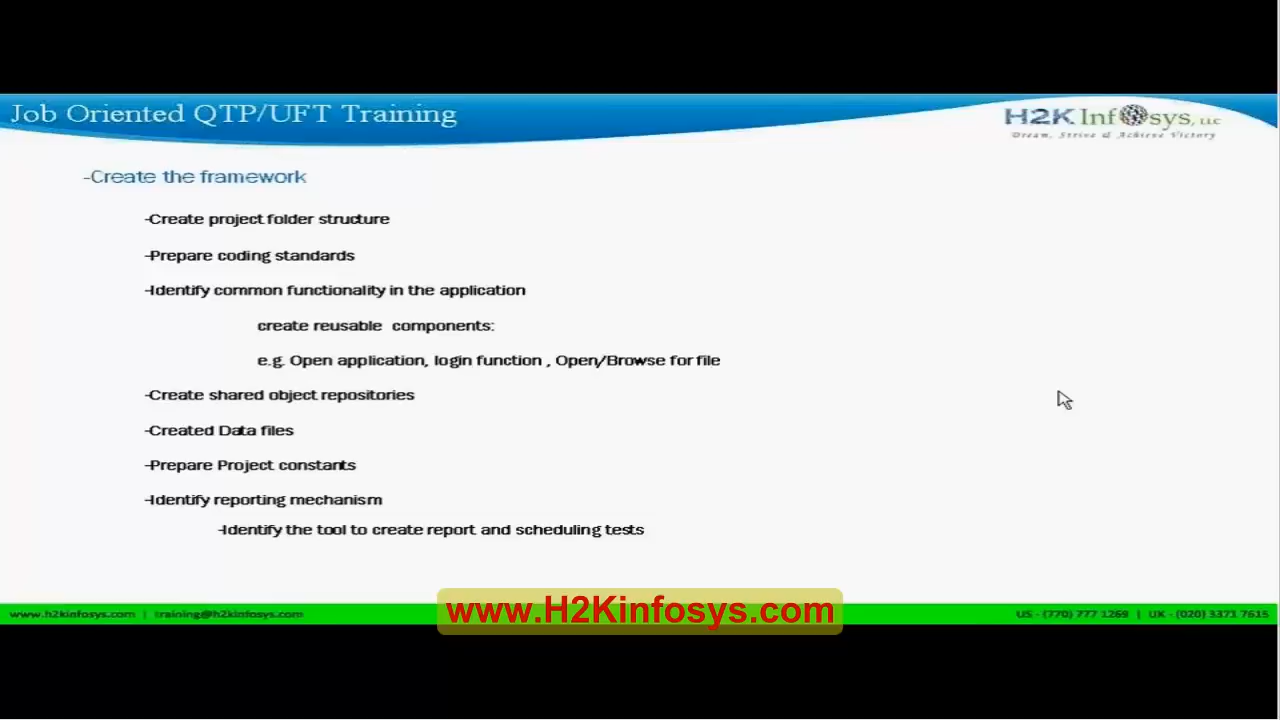 Job Oriented QTP/UFT Training
H2K Infosys, LLC
Dream, Strive & Achieve Victory
-Create the framework
-Create project folder structure
-Prepare coding standards
-Identify common functionality in the application
create reusable components:
e.g. Open application, login function , Open/Browse for file
-Create shared object repositories
-Created Data files
-Prepare Project constants
-Identify reporting mechanism
-Identify the tool to create report and scheduling tests
www.h2kinfosys.com | training@h2kinfosys.com
www.H2Kinfosys.com
US - (770) 777 1269 | UK - (020) 3371 7615